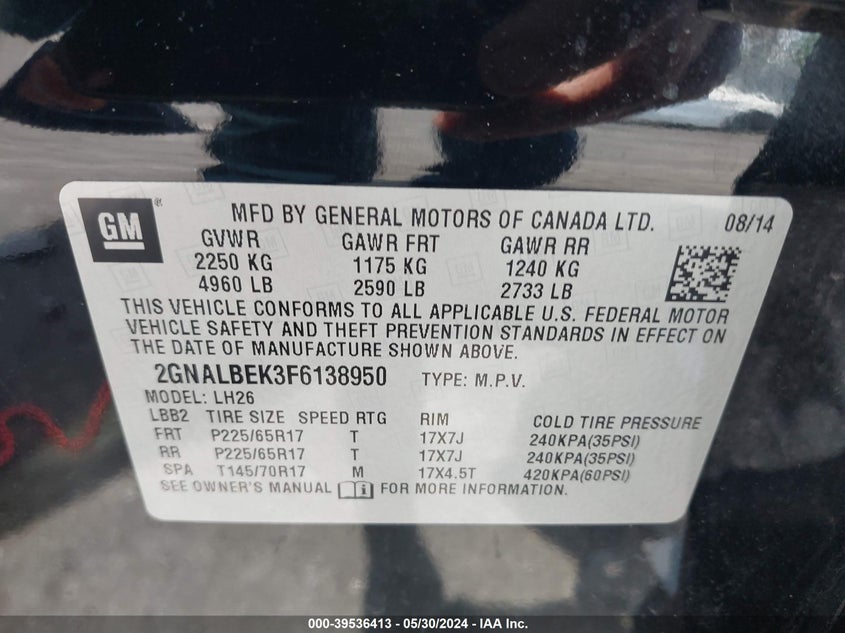 GM®
MFD BY GENERAL MOTORS OF CANADA LTD. 08/14
GVWR GAWR FRT GAWR RR
2250 KG 1175 KG 1240 KG
4960 LB 2590 LB 2733 LB
THIS VEHICLE CONFORMS TO ALL APPLICABLE U.S. FEDERAL MOTOR
VEHICLE SAFETY AND THEFT PREVENTION STANDARDS IN EFFECT ON
THE DATE OF MANUFACTURE SHOWN ABOVE.
2GNALBEK3F6138950 TYPE: M.P.V.
MODEL: LH26
LBB2 TIRE SIZE SPEED RTG RIM COLD TIRE PRESSURE
FRT P225/65R17 T 17X7J 240KPA(35PSI)
RR P225/65R17 T 17X7J 240KPA(35PSI)
SPA T145/70R17 M 17X4.5T 420KPA(60PSI)
SEE OWNER'S MANUAL FOR MORE INFORMATION.
000-39536413 - 05/30/2024 - IAA Inc.